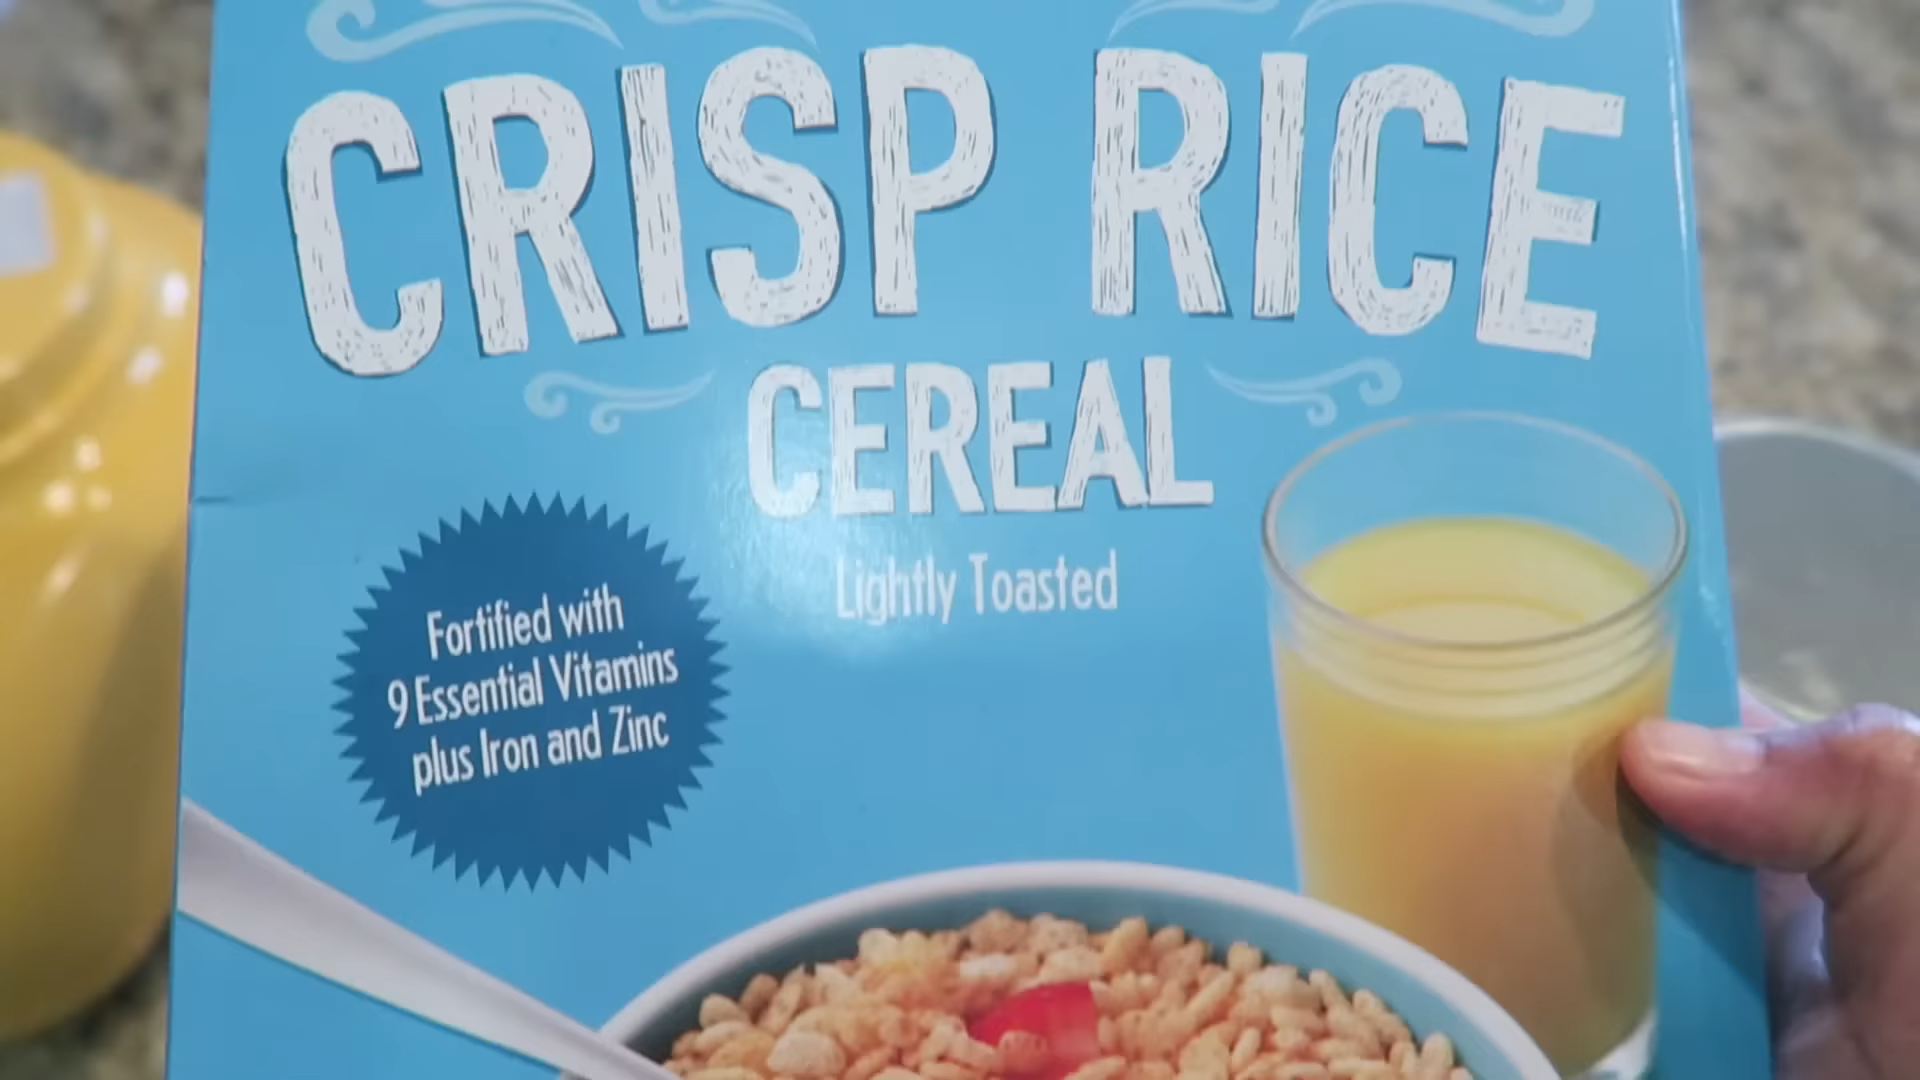 CRISP RICE
CEREAL
Lightly Toasted
Fortified with
9 Essential Vitamins
plus Iron and Zinc